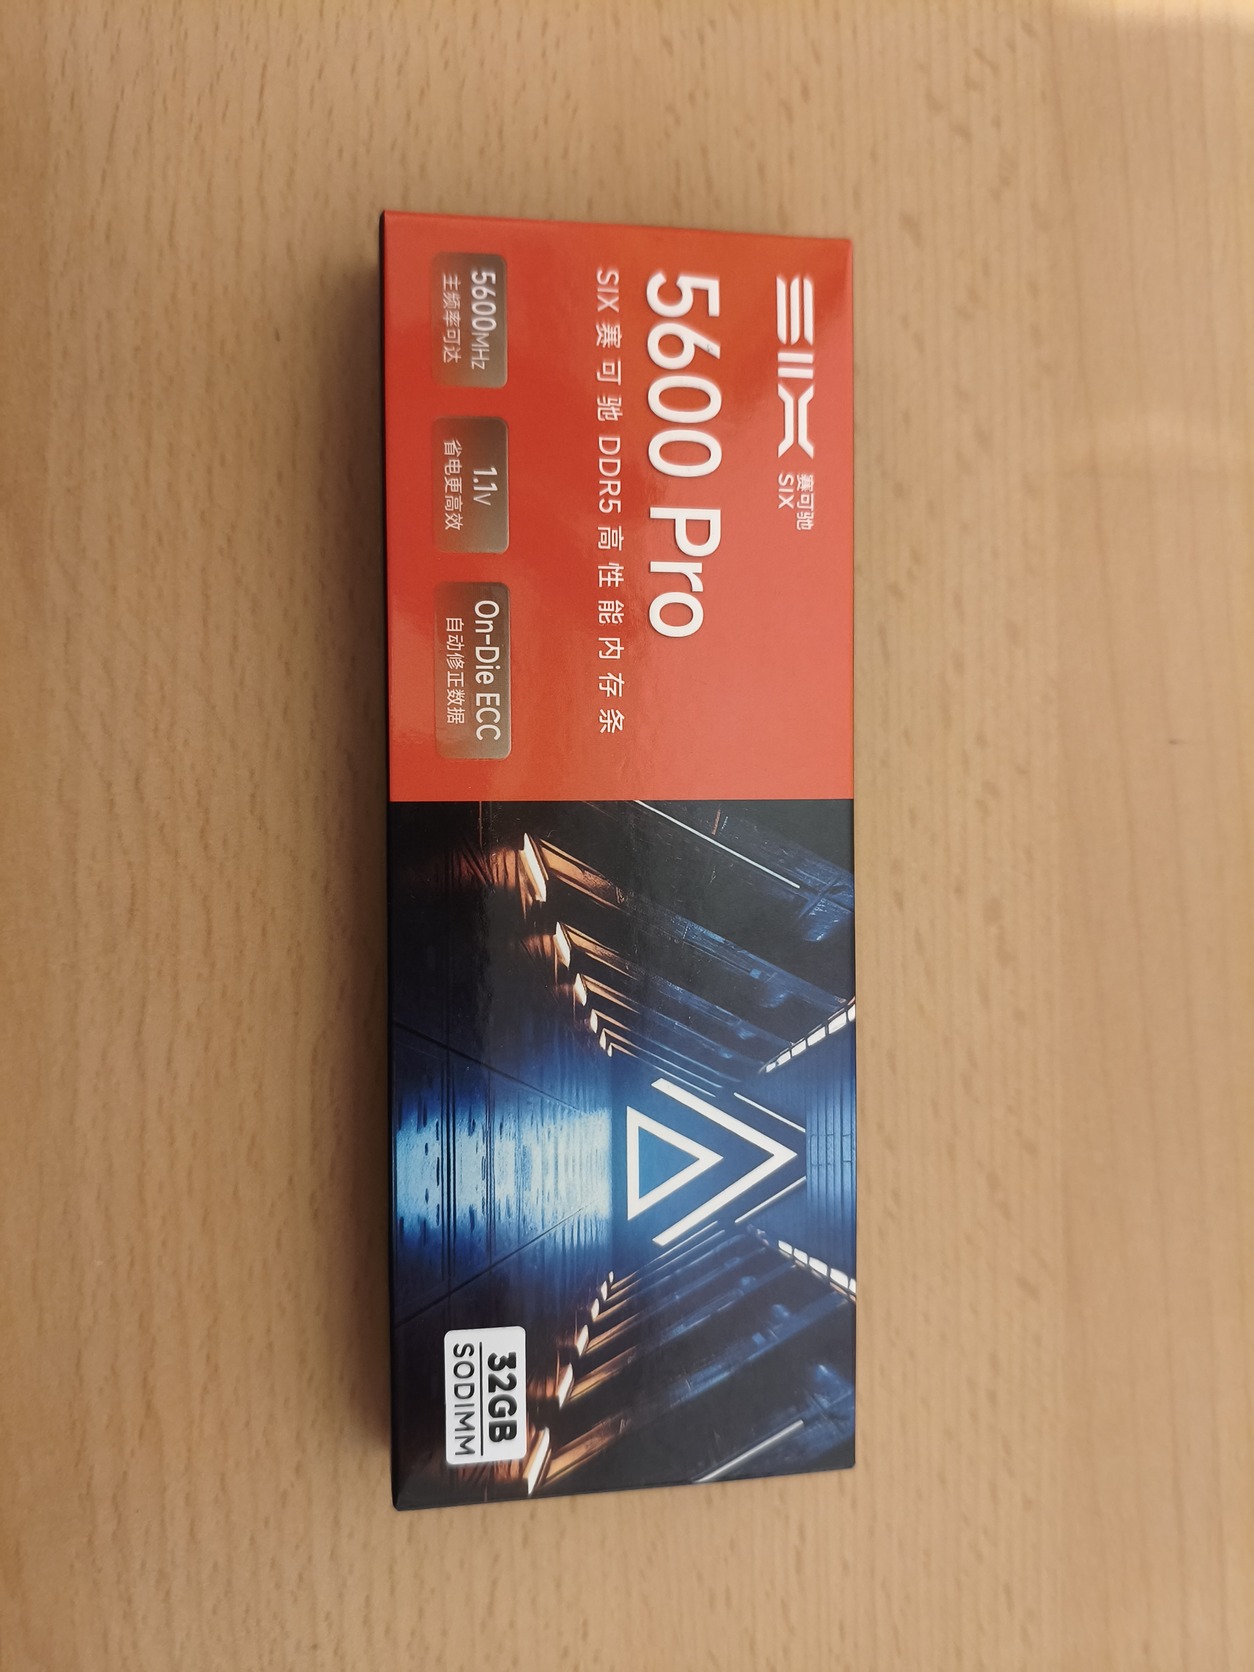 SIX 赛可驰
SIX
5600 Pro
SIX 赛可驰 DDR5 高性能内存条
5600MHz
主频率可达
1.1V
省电更高效
On-Die ECC
自动修正数据
32GB
SODIMM